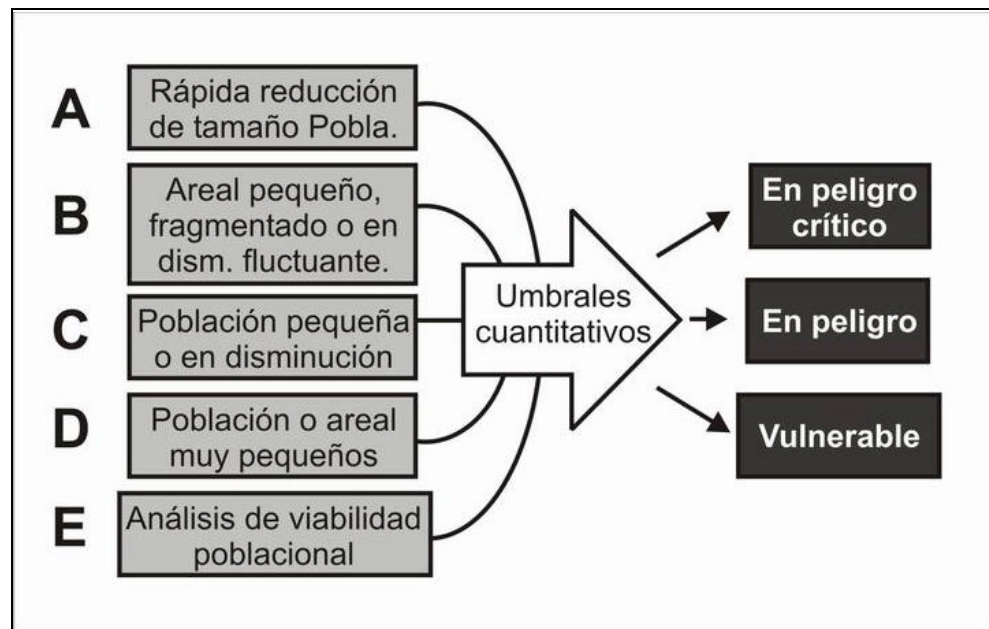 A
Rápida reducción
de tamaño Pobla.
B
Areal pequeño,
fragmentado o en
dism. fluctuante.
C
Población pequeña
o en disminución
D
Población o areal
muy pequeños
E
Análisis de viabilidad
poblacional
Umbrales
cuantitativos
En peligro
crítico
En peligro
Vulnerable